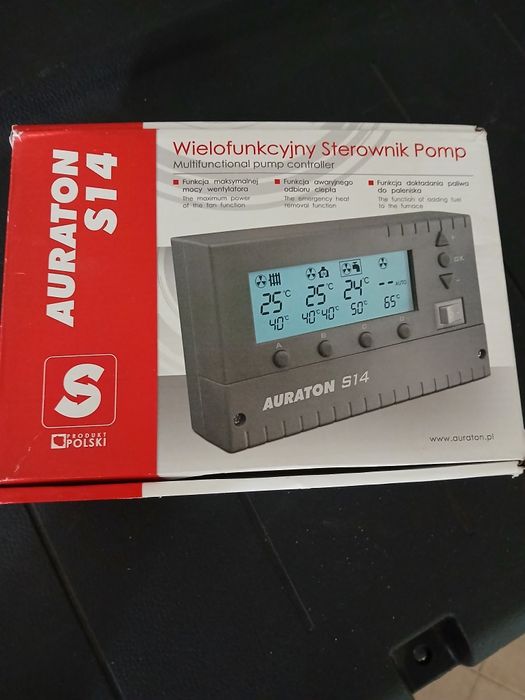 AURATON
S14
S
PRODUKT
POLSKI
Wielofunkcyjny Sterownik Pomp
Multifunctional pump controller
Funkcja maksymalnej
mocy wentylatora
The maximum power
of the fan function
Funkcja awaryjnego
odbioru ciepła
The emergency heat
removal function
Funkcja dokładania paliwa
do paleniska
The function of adding fuel
to the furnace
25°C
40°C
25°C
40°C 40°C
24°C
50°C
-- AUTO
65°C
+
OK
-
A
B
C
D
AURATON S14
www.auraton.pl